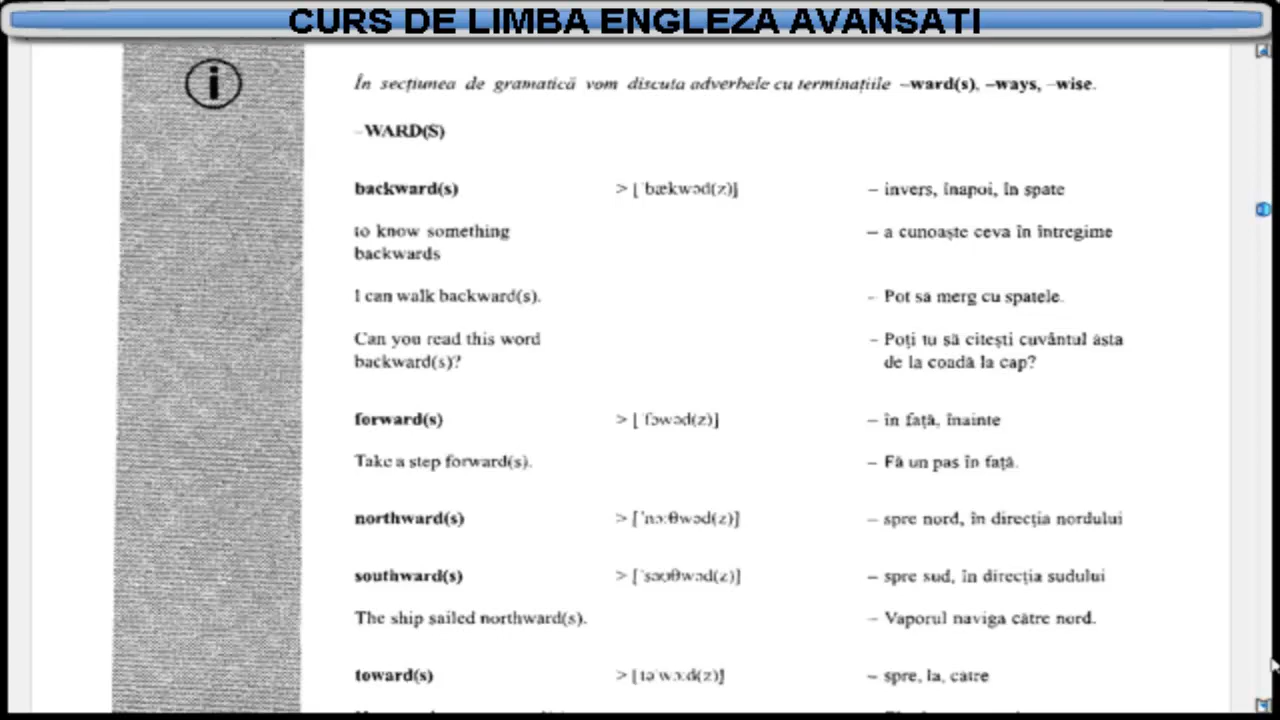 CURS DE LIMBA ENGLEZA AVANSATI
i
În secțiunea de gramatică vom discuta adverbele cu terminațiile –ward(s), –ways, –wise.
–WARD(S)
backward(s) > [ˈbækwəd(z)] – invers, înapoi, în spate
to know something – a cunoaște ceva în întregime
backwards
I can walk backward(s). – Pot să merg cu spatele.
Can you read this word – Poți tu să citești cuvântul ăsta
backward(s)? de la coadă la cap?
forward(s) > [ˈfɔwəd(z)] – în față, înainte
Take a step forward(s). – Fă un pas în față.
northward(s) > [ˈnɔ:θwəd(z)] – spre nord, în direcția nordului
southward(s) > [ˈsaʊθwəd(z)] – spre sud, în direcția sudului
The ship sailed northward(s). – Vaporul naviga către nord.
toward(s) > [təˈwɔ:d(z)] – spre, la, către